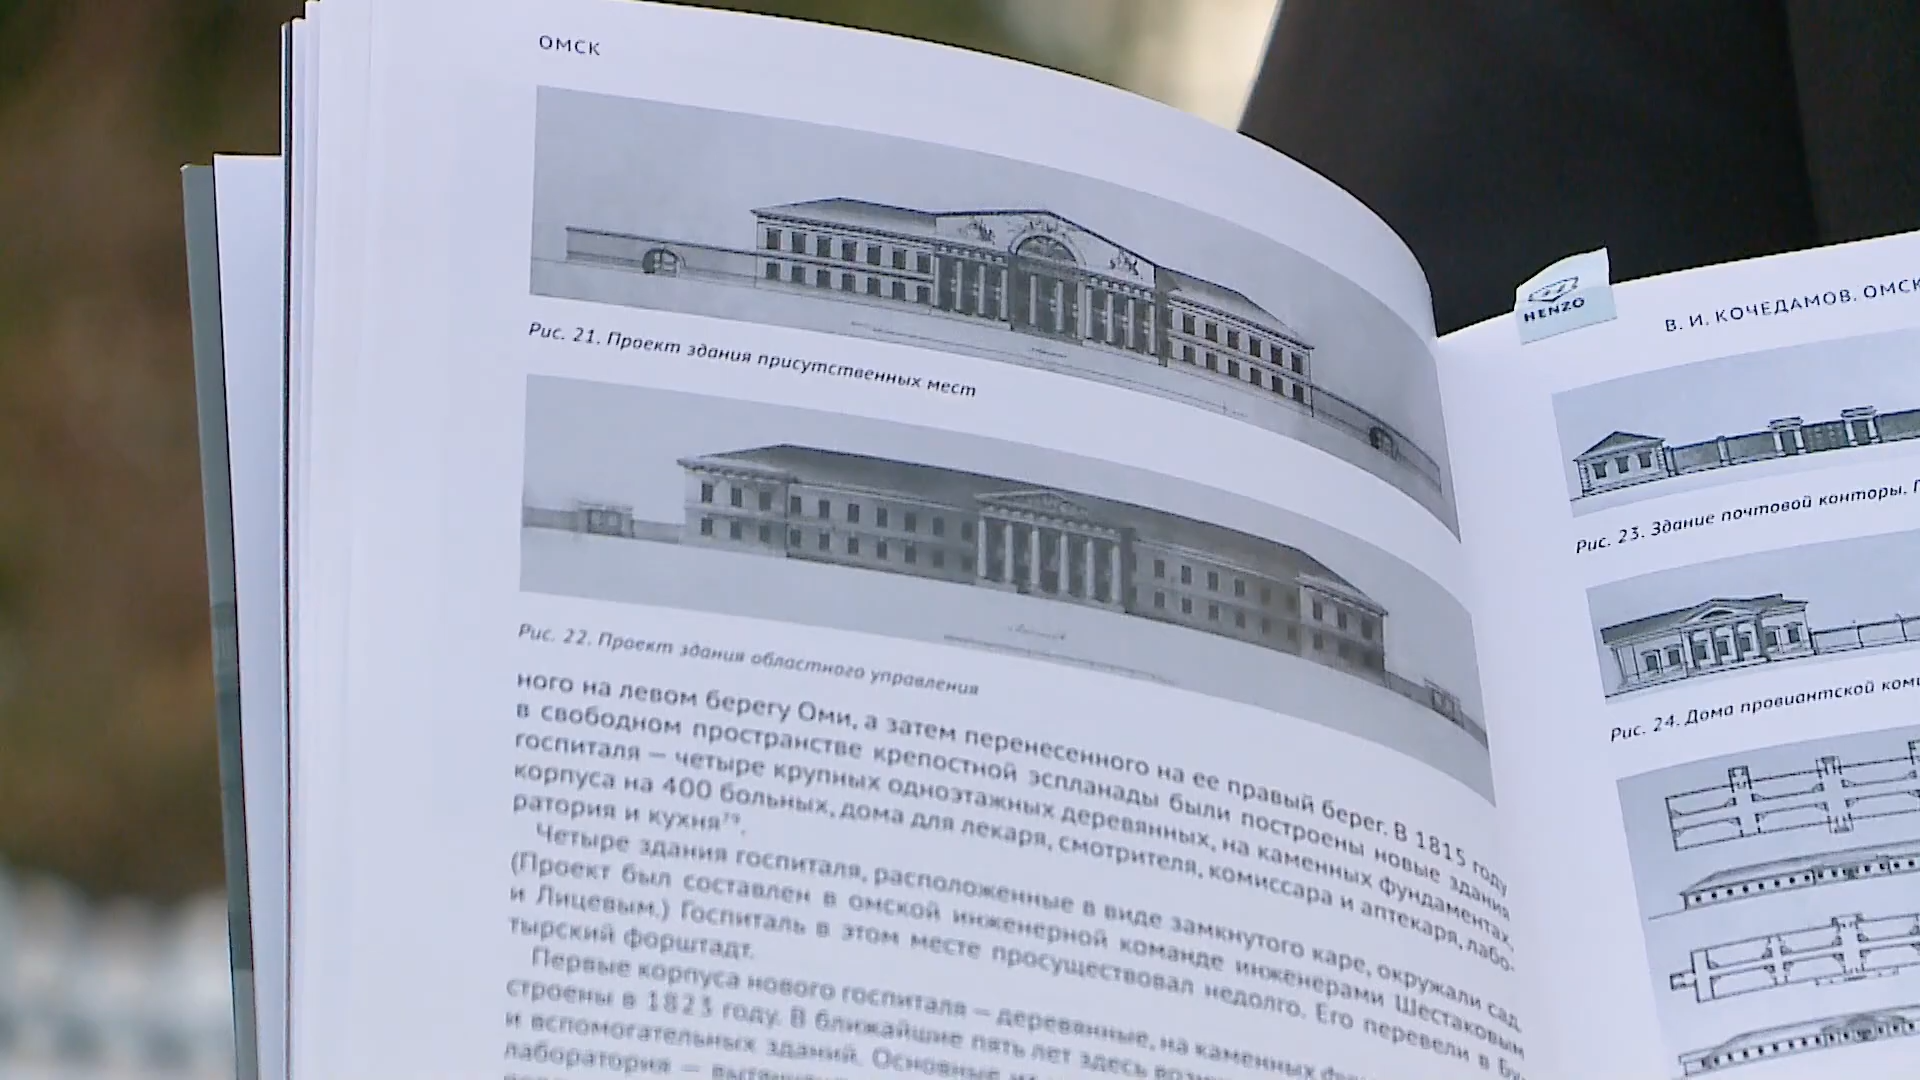 ОМСК
Рис. 21. Проект здания присутственных мест
Рис. 22. Проект здания областного управления
ного на левом берегу Оми, а затем перенесенного на ее правый берег. В 1815 году
в свободном пространстве крепостной эспланады были построены новые здания
госпиталя — четыре крупных одноэтажных деревянных, на каменных фундаментах,
корпуса на 400 больных, дома для лекаря, смотрителя, комиссара и аптекаря, лабо-
ратория и кухня⁷⁹.
Четыре здания госпиталя, расположенные в виде замкнутого каре, окружали сад.
(Проект был составлен в омской инженерной команде инженерами Шестаковым
и Лицевым.) Госпиталь в этом месте просуществовал недолго. Его перевели в Бу-
тырский форштадт.
Первые корпуса нового госпиталя — деревянные, на каменных
строены в 1823 году. В ближайшие пять лет здесь
и вспомогательных зданий. Основные
лаборатория —
HENZO
В. И. КОЧЕДАМОВ. ОМСК
Рис. 23. Здание почтовой конторы.
Рис. 24. Дома провиантской